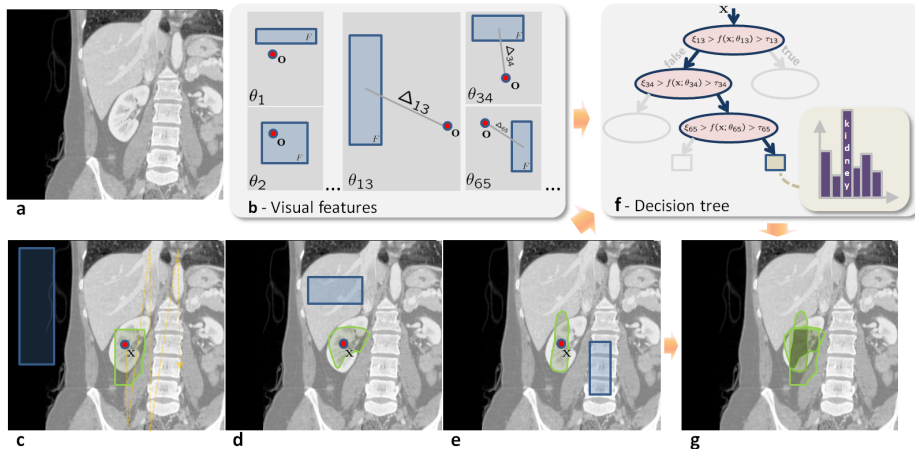 a
F
o
θ1
F
o
θ2
...
F
Δ13
o
θ13
F
Δ34
o
θ34
o
Δ65
F
θ65
...
b - Visual features
x
ξ13 > f(x; θ13) > τ13
false
true
ξ34 > f(x; θ34) > τ34
ξ65 > f(x; θ65) > τ65
kidney
f - Decision tree
x
c
x
d
x
e
g